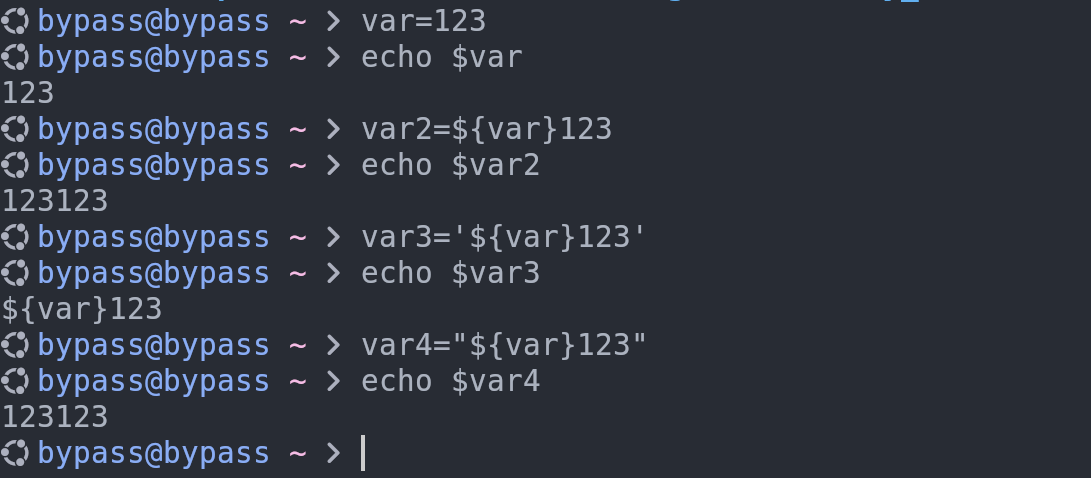 bypass@bypass ~ > var=123
bypass@bypass ~ > echo $var
123
bypass@bypass ~ > var2=${var}123
bypass@bypass ~ > echo $var2
123123
bypass@bypass ~ > var3='${var}123'
bypass@bypass ~ > echo $var3
${var}123
bypass@bypass ~ > var4="${var}123"
bypass@bypass ~ > echo $var4
123123
bypass@bypass ~ >